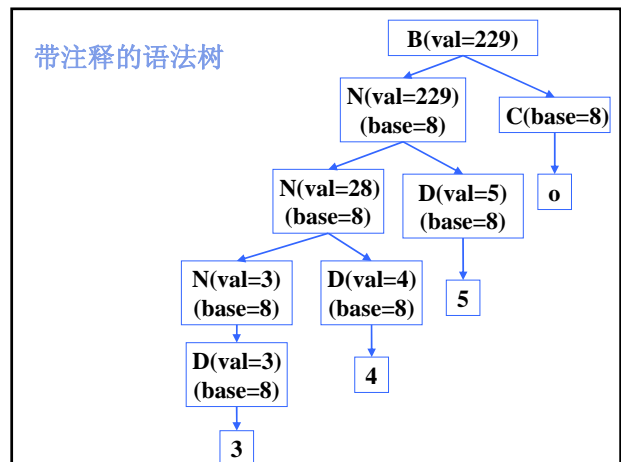 带注释的语法树
B(val=229)
N(val=229)
(base=8)
C(base=8)
N(val=28)
(base=8)
D(val=5)
(base=8)
o
N(val=3)
(base=8)
D(val=4)
(base=8)
5
D(val=3)
(base=8)
4
3